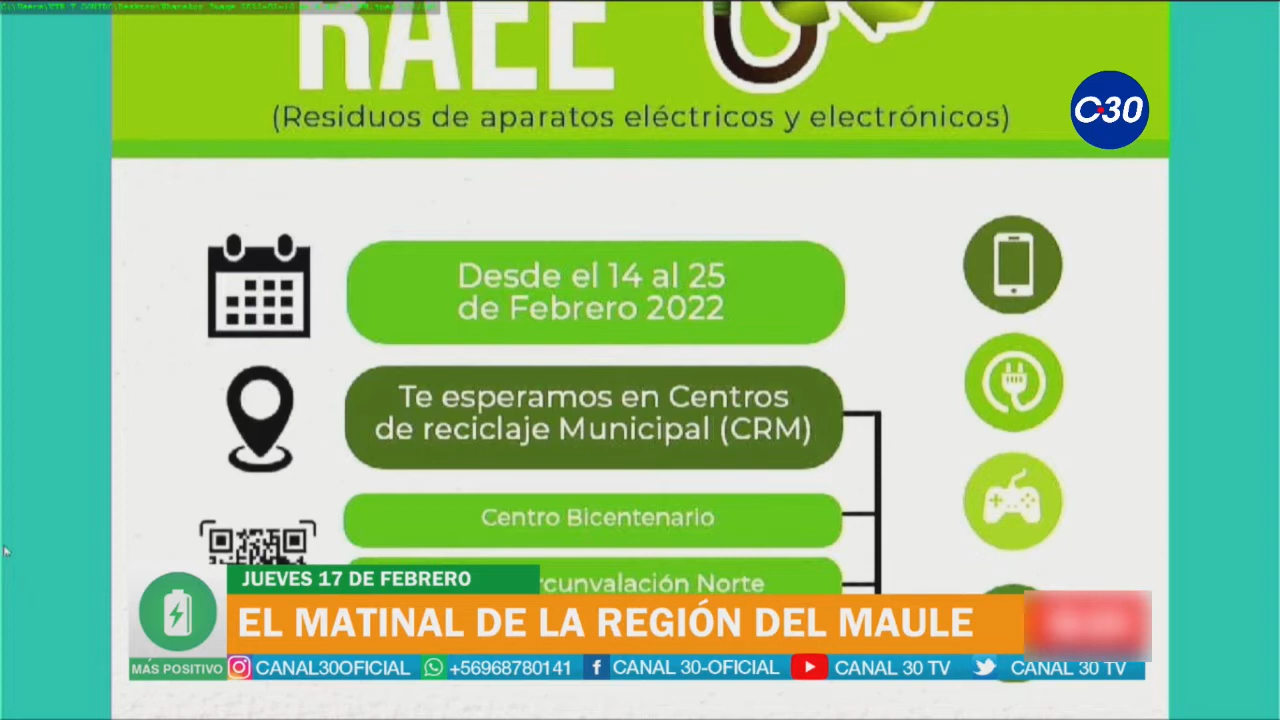 RAEE
(Residuos de aparatos eléctricos y electrónicos)
C30
Desde el 14 al 25
de Febrero 2022
Te esperamos en Centros
de reciclaje Municipal (CRM)
Centro Bicentenario
rcunvalación Norte
JUEVES 17 DE FEBRERO
EL MATINAL DE LA REGIÓN DEL MAULE
MÁS POSITIVO
CANAL30OFICIAL
+56968780141
CANAL 30-OFICIAL
CANAL 30 TV
CANAL 30 TV